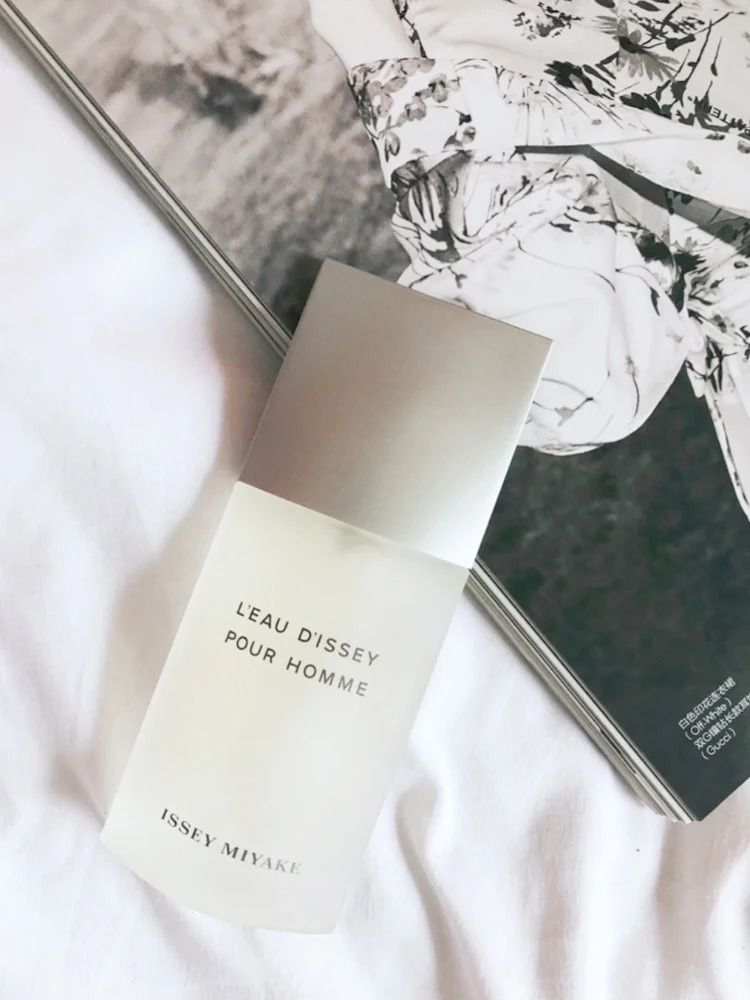 L'EAU D'ISSEY
POUR HOMME
ISSEY MIYAKE
白色印花连衣裙
( Off-White )
( Gucci )